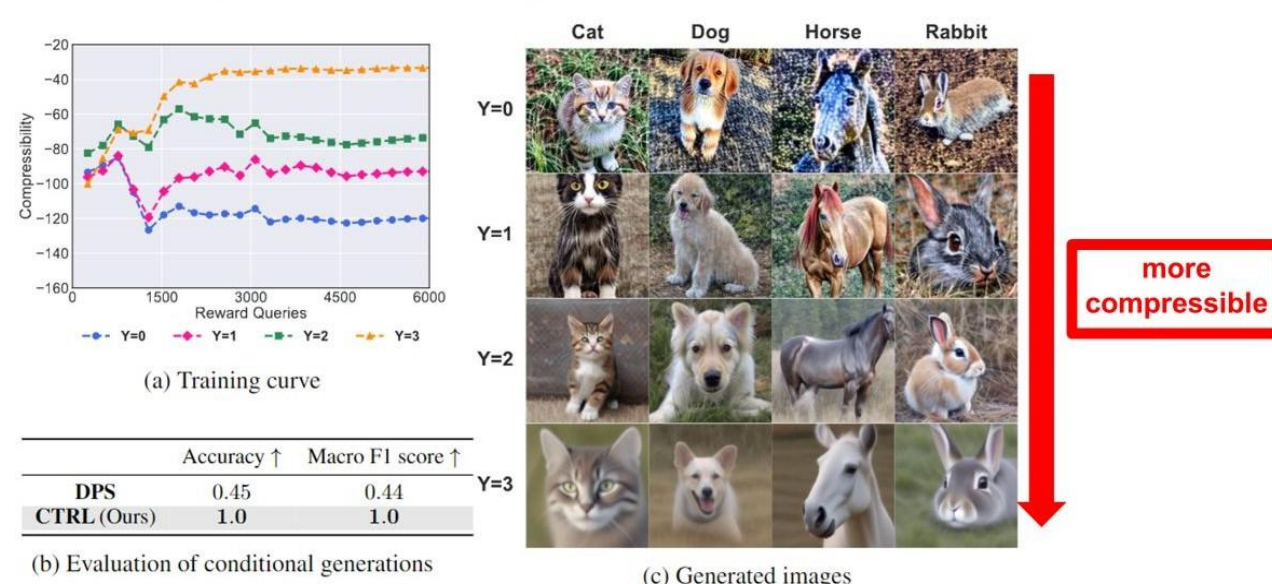 −20
−40
−60
−80
−100
−120
−140
−160
Compressibility
0 1500 3000 4500 6000
Reward Queries
Y=0 Y=1 Y=2 Y=3
(a) Training curve
Accuracy ↑ Macro F1 score ↑
DPS 0.45 0.44
CTRL (Ours) 1.0 1.0
(b) Evaluation of conditional generations
Cat Dog Horse Rabbit
Y=0
Y=1
Y=2
Y=3
(c) Generated images
more
compressible